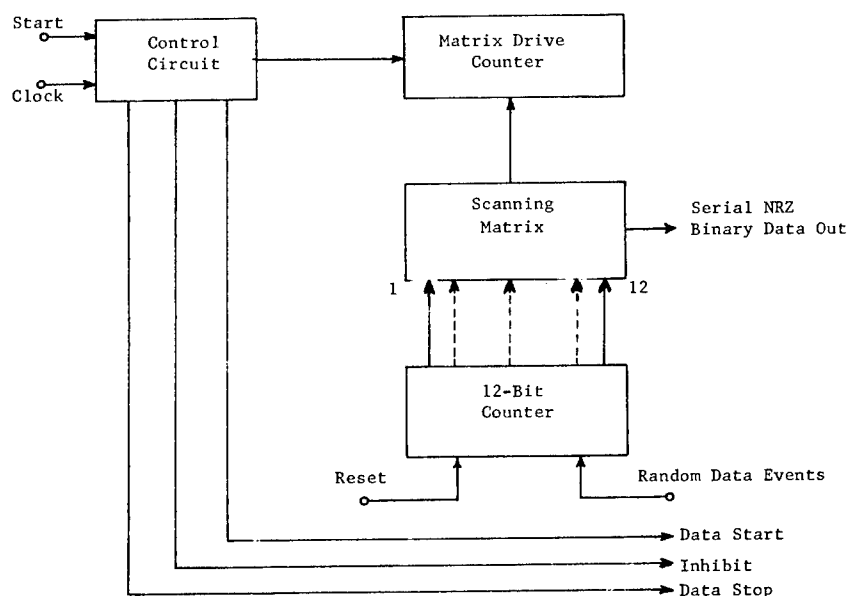 Start
Clock
Control
Circuit
Matrix Drive
Counter
Scanning
Matrix
Serial NRZ
Binary Data Out
1
12
12-Bit
Counter
Reset
Random Data Events
Data Start
Inhibit
Data Stop